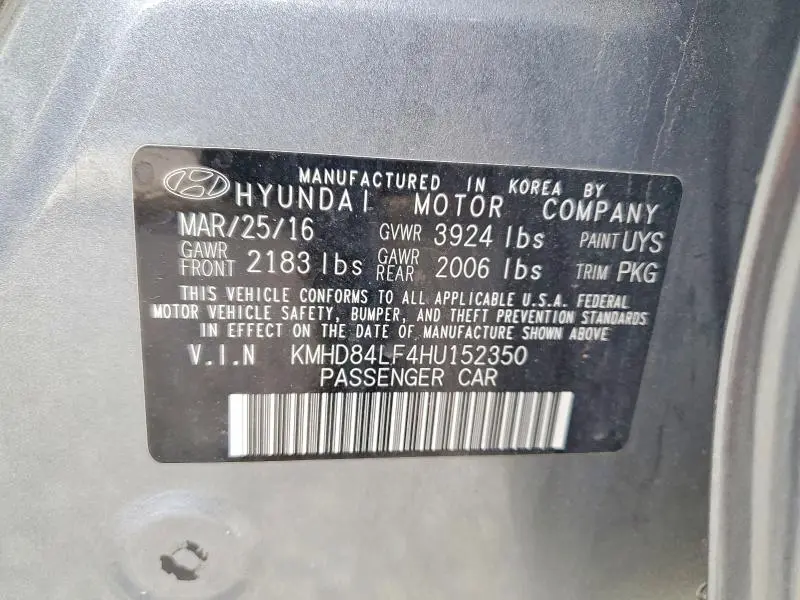 MANUFACTURED IN KOREA BY
HYUNDAI MOTOR COMPANY
MAR/25/16 GVWR 3924 lbs PAINT UYS
GAWR FRONT 2183 lbs GAWR REAR 2006 lbs TRIM PKG
THIS VEHICLE CONFORMS TO ALL APPLICABLE U.S.A. FEDERAL
MOTOR VEHICLE SAFETY, BUMPER, AND THEFT PREVENTION STANDARDS
IN EFFECT ON THE DATE OF MANUFACTURE SHOWN ABOVE
V.I.N KMHD84LF4HU152350
PASSENGER CAR